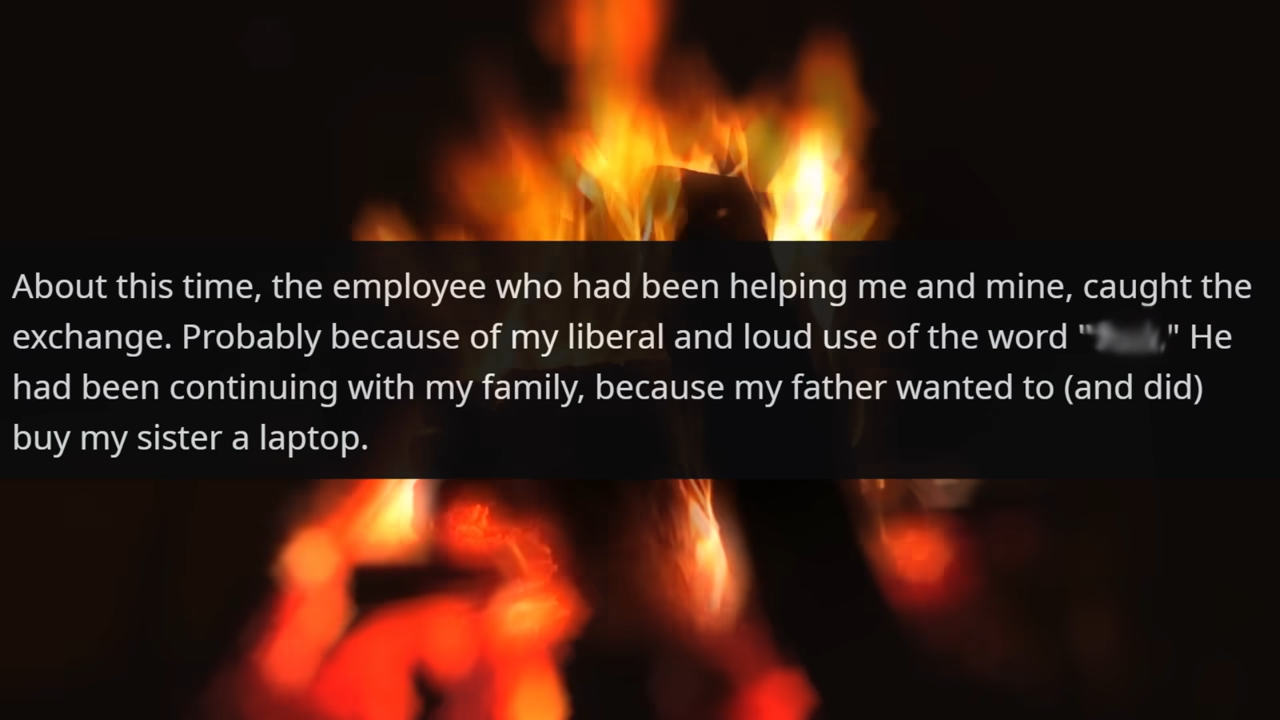 About this time, the employee who had been helping me and mine, caught the
exchange. Probably because of my liberal and loud use of the word "." He
had been continuing with my family, because my father wanted to (and did)
buy my sister a laptop.